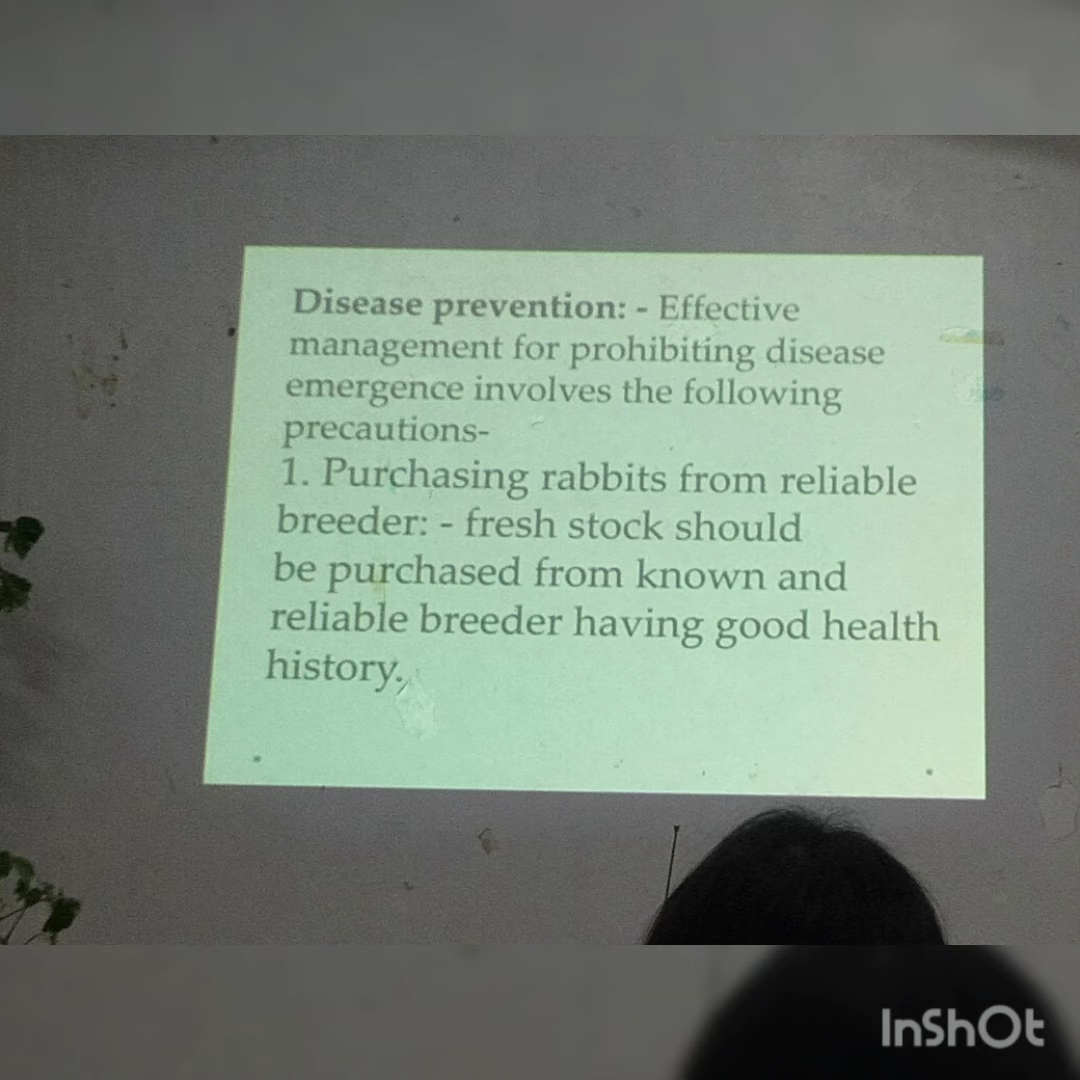 Disease prevention: - Effective
management for prohibiting disease
emergence involves the following
precautions-
1. Purchasing rabbits from reliable
breeder: - fresh stock should
be purchased from known and
reliable breeder having good health
history.
InShOt